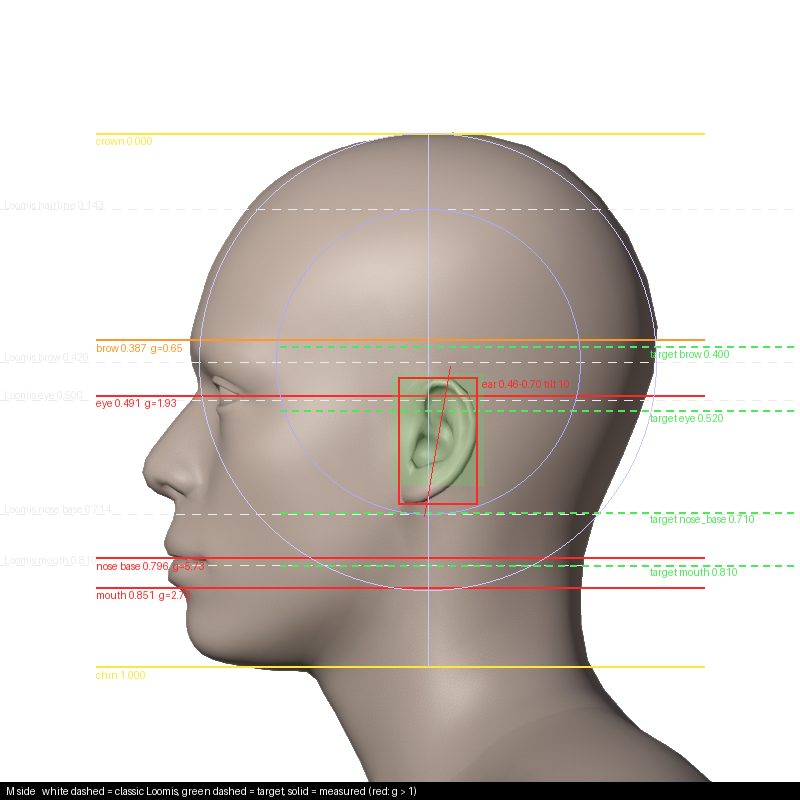 crown 0.000
Loomis hairline 0.143
brow 0.387 g=0.65
target brow 0.400
Loomis brow 0.429
ear 0.46-0.70 tilt 10
Loomis eye 0.500
eye 0.491 g=1.93
target eye 0.520
Loomis nose base 0.714
target nose_base 0.710
nose base 0.796 g=5.73
target mouth 0.810
mouth 0.851 g=2.7
chin 1.000
M side white dashed = classic Loomis, green dashed = target, solid = measured (red: g > 1)